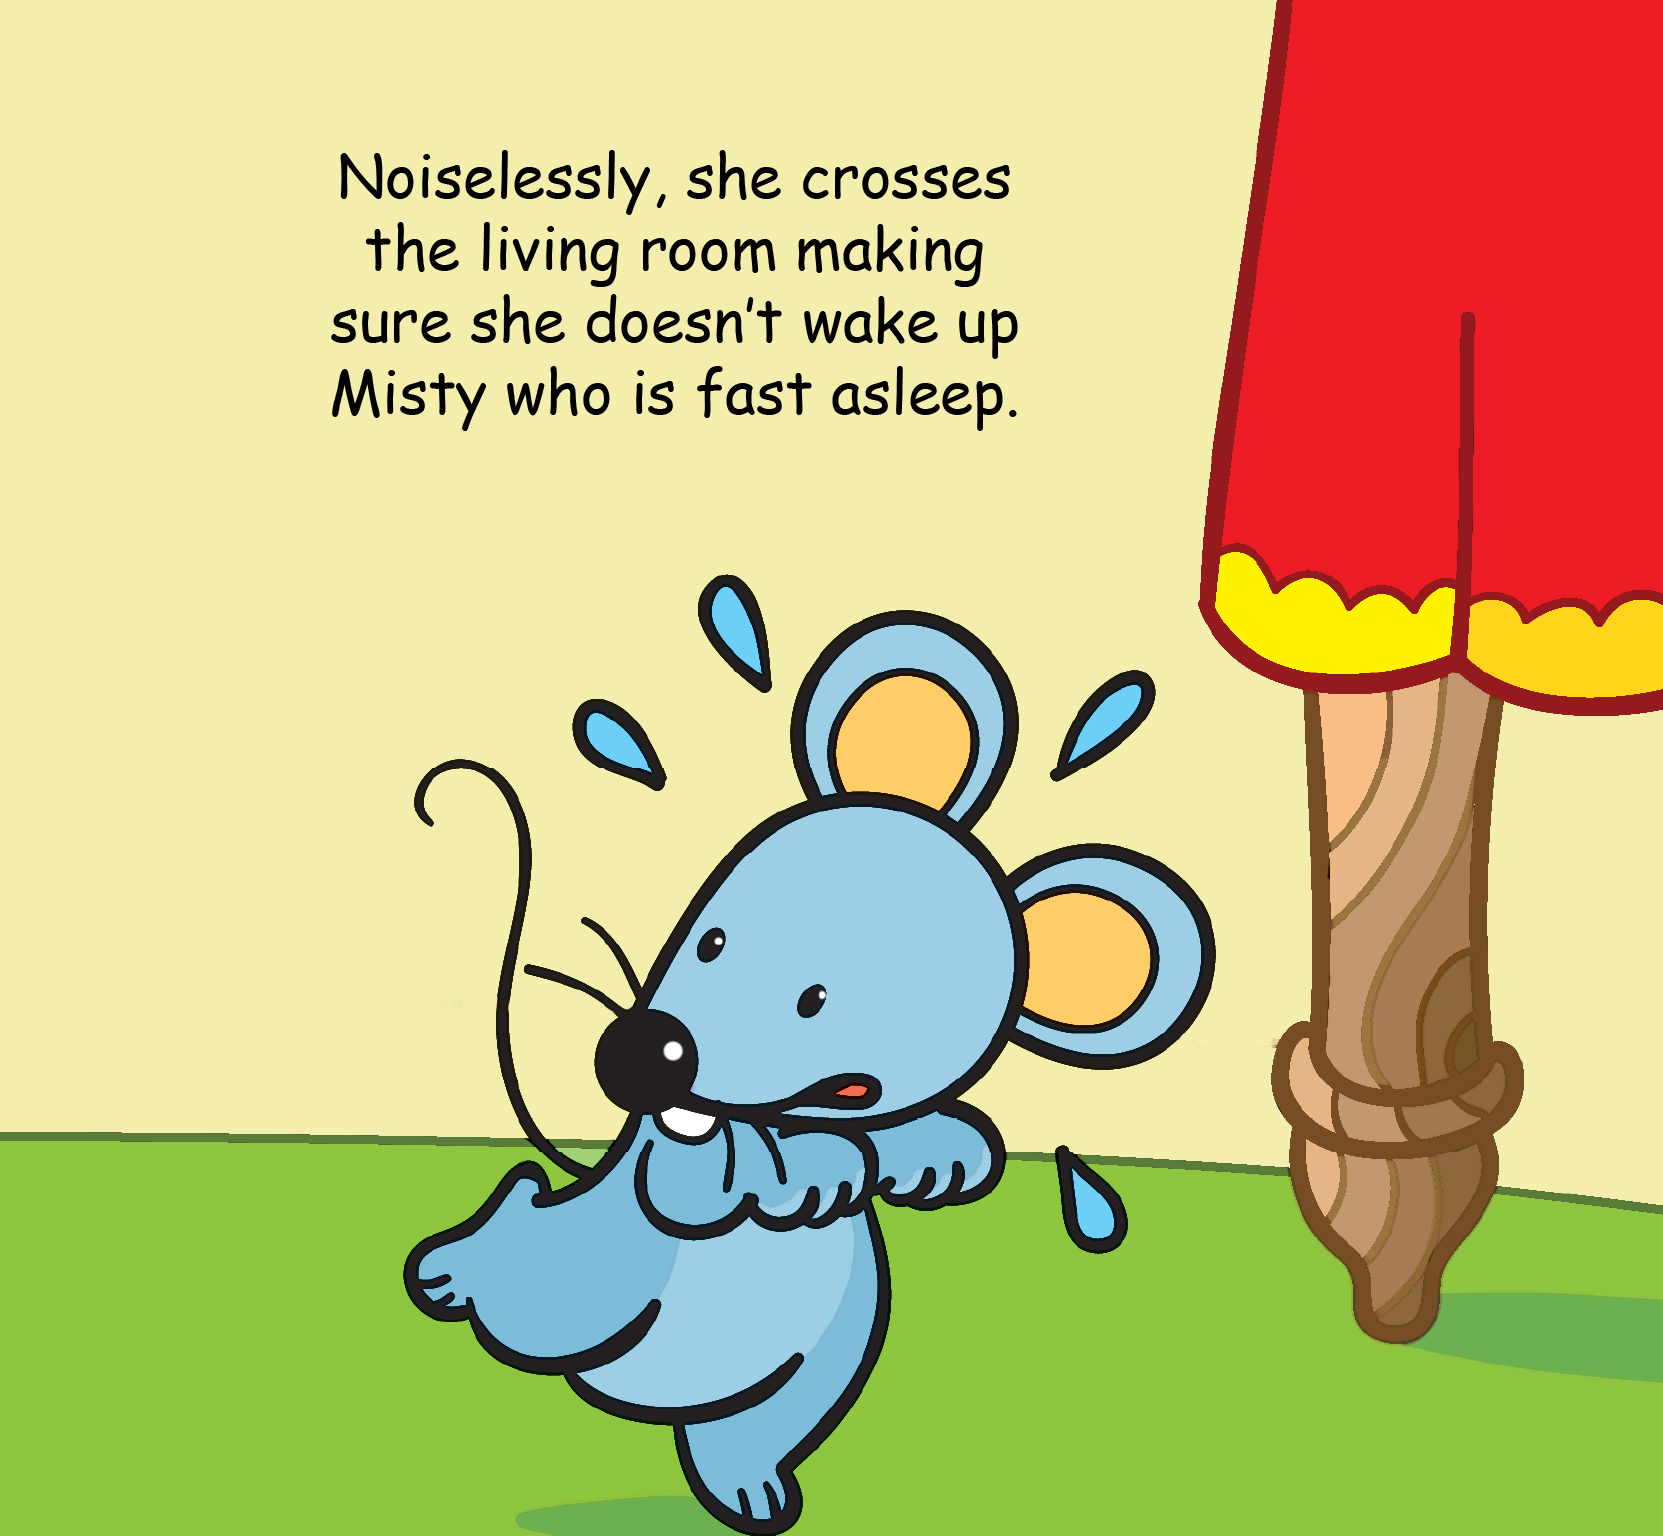 Noiselessly, she crosses
the living room making
sure she doesn't wake up
Misty who is fast asleep.